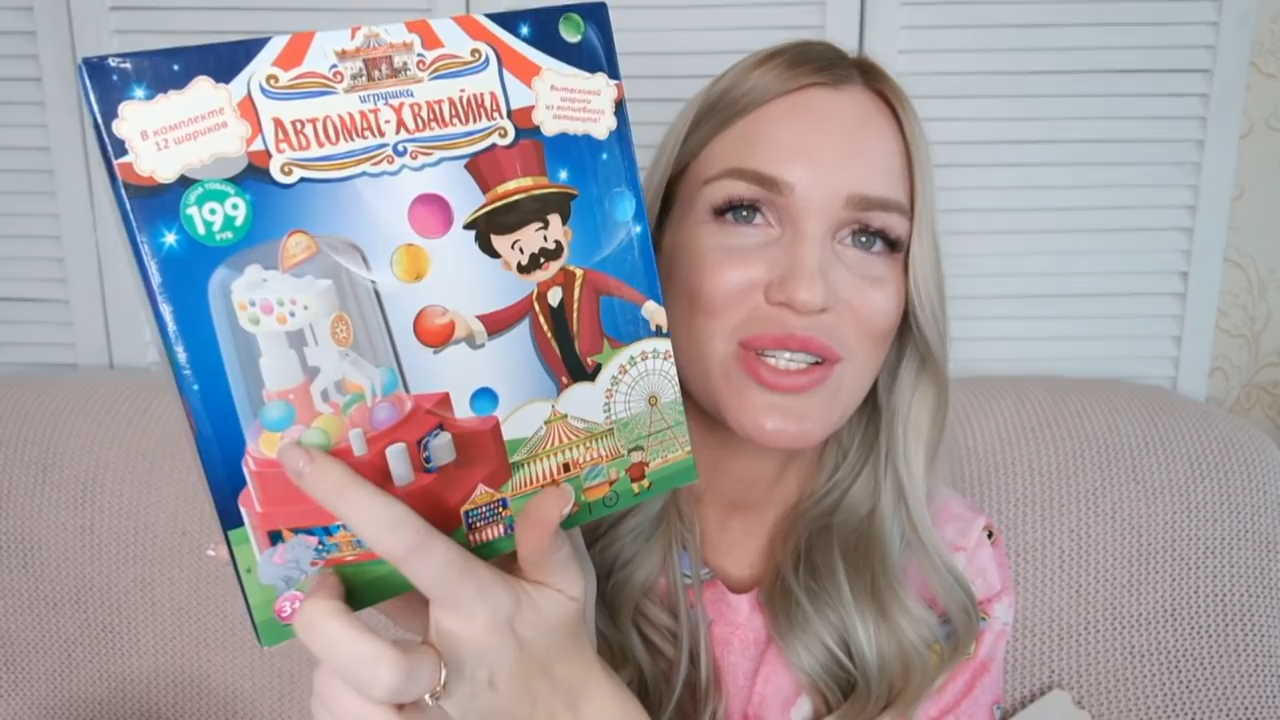 игрушка
АВТОМАТ-ХВАТАЙКА
В комплекте
12 шариков
Вытаскивай
шарики
из волшебного
автомата!
ЦЕНА ТОВАРА
199
РУБ
3+